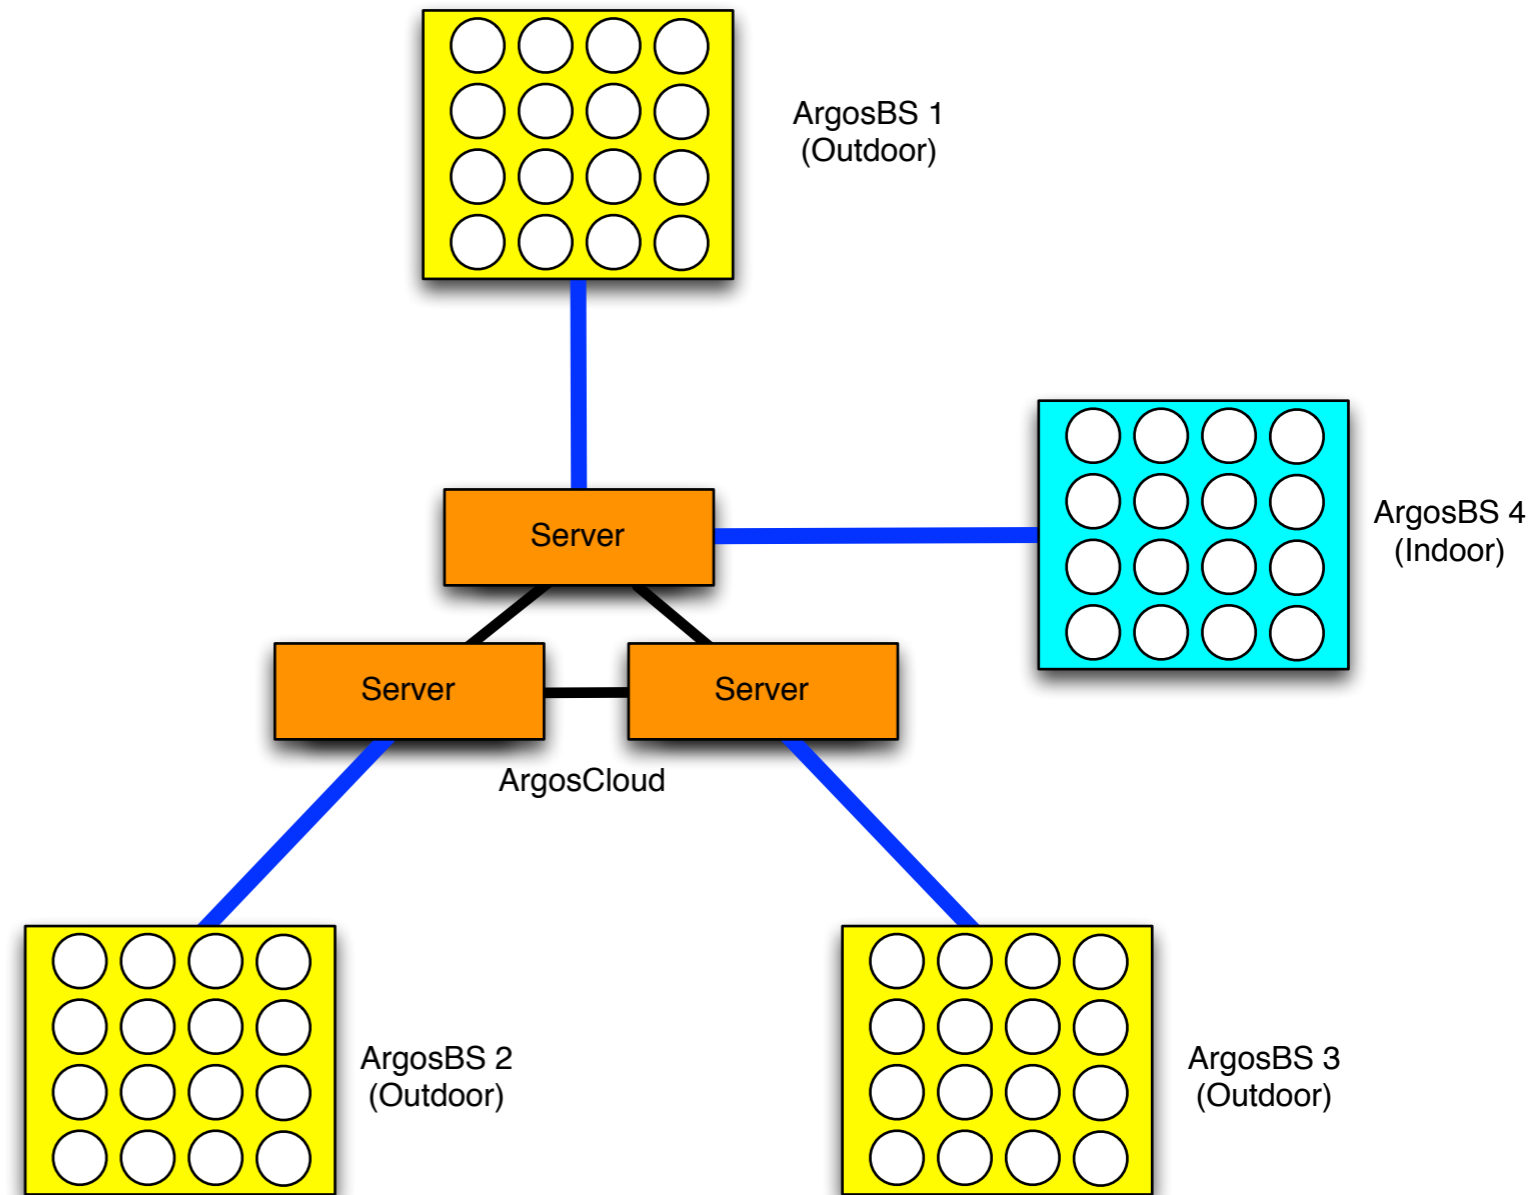 ArgosBS 1
(Outdoor)
Server
ArgosBS 4
(Indoor)
Server
Server
ArgosCloud
ArgosBS 2
(Outdoor)
ArgosBS 3
(Outdoor)